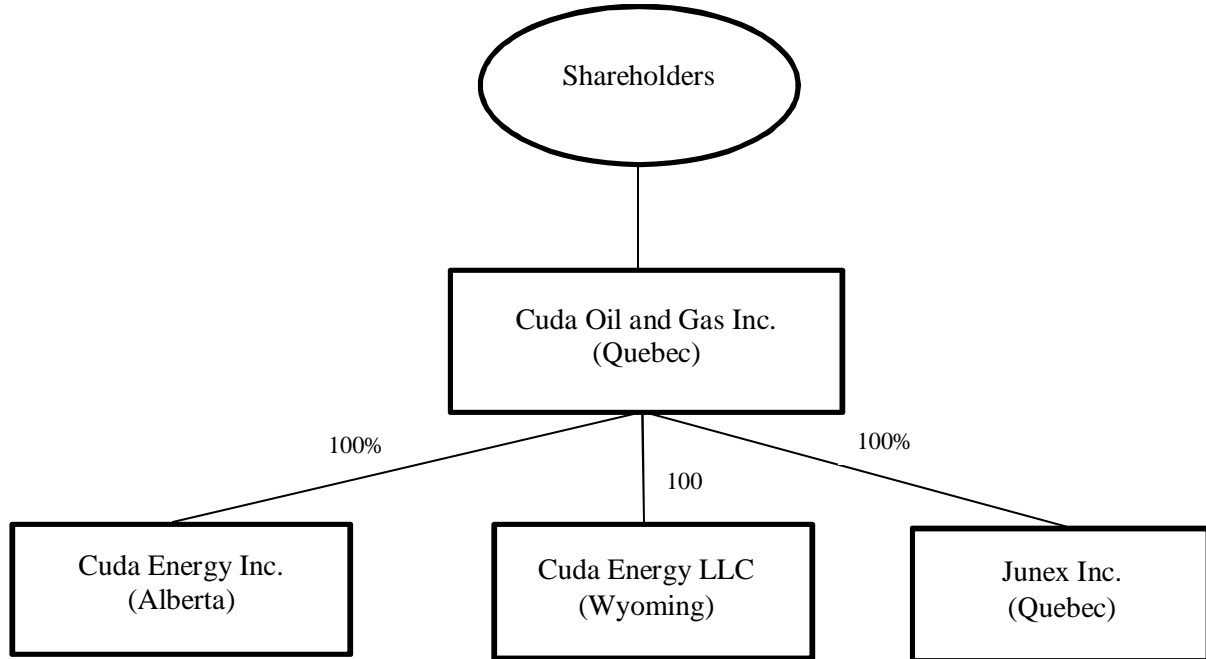 Shareholders
Cuda Oil and Gas Inc.
(Quebec)
100%
100%
100
Cuda Energy Inc.
(Alberta)
Cuda Energy LLC
(Wyoming)
Junex Inc.
(Quebec)